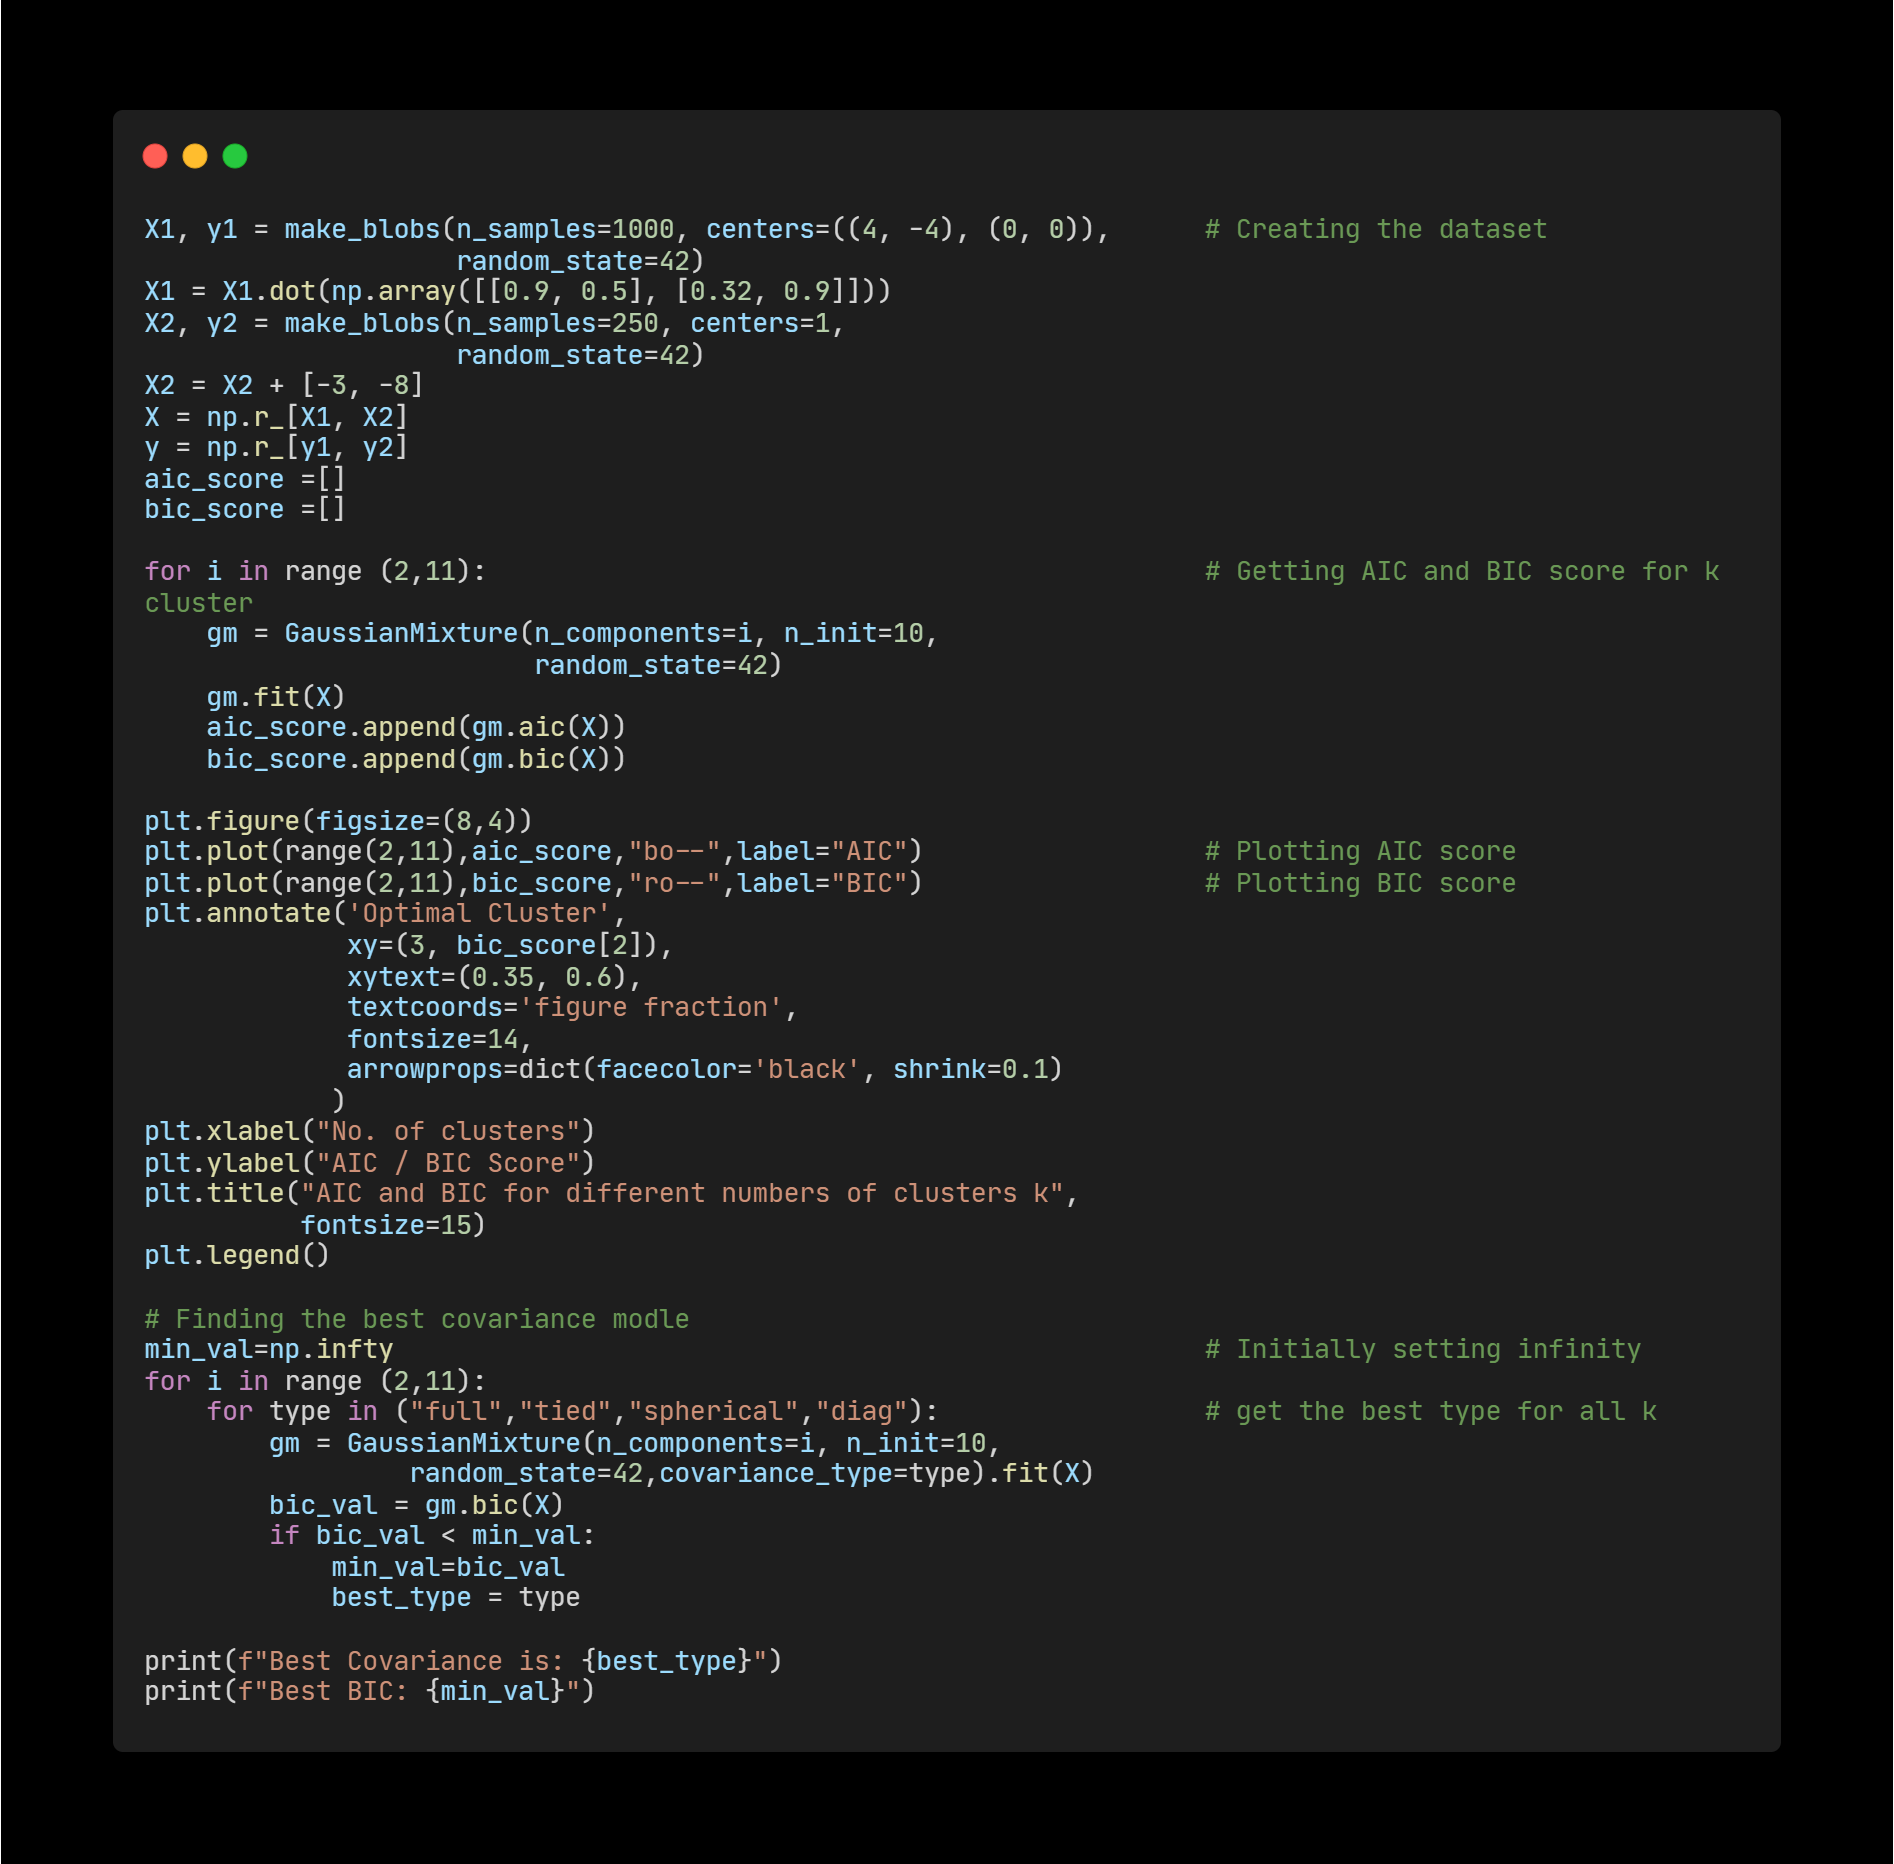 X1, y1 = make_blobs(n_samples=1000, centers=((4, -4), (0, 0)),      # Creating the dataset
                    random_state=42)
X1 = X1.dot(np.array([[0.9, 0.5], [0.32, 0.9]]))
X2, y2 = make_blobs(n_samples=250, centers=1,
                    random_state=42)
X2 = X2 + [-3, -8]
X = np.r_[X1, X2]
y = np.r_[y1, y2]
aic_score =[]
bic_score =[]

for i in range (2,11):                                              # Getting AIC and BIC score for k
cluster
    gm = GaussianMixture(n_components=i, n_init=10,
                         random_state=42)
    gm.fit(X)
    aic_score.append(gm.aic(X))
    bic_score.append(gm.bic(X))

plt.figure(figsize=(8,4))
plt.plot(range(2,11),aic_score,"bo--",label="AIC")                  # Plotting AIC score
plt.plot(range(2,11),bic_score,"ro--",label="BIC")                  # Plotting BIC score
plt.annotate('Optimal Cluster',
             xy=(3, bic_score[2]),
             xytext=(0.35, 0.6),
             textcoords='figure fraction',
             fontsize=14,
             arrowprops=dict(facecolor='black', shrink=0.1)
            )
plt.xlabel("No. of clusters")
plt.ylabel("AIC / BIC Score")
plt.title("AIC and BIC for different numbers of clusters k",
          fontsize=15)
plt.legend()

# Finding the best covariance modle
min_val=np.infty                                                    # Initially setting infinity
for i in range (2,11):
    for type in ("full","tied","spherical","diag"):                 # get the best type for all k
        gm = GaussianMixture(n_components=i, n_init=10,
                 random_state=42,covariance_type=type).fit(X)
        bic_val = gm.bic(X)
        if bic_val < min_val:
            min_val=bic_val
            best_type = type

print(f"Best Covariance is: {best_type}")
print(f"Best BIC: {min_val}")